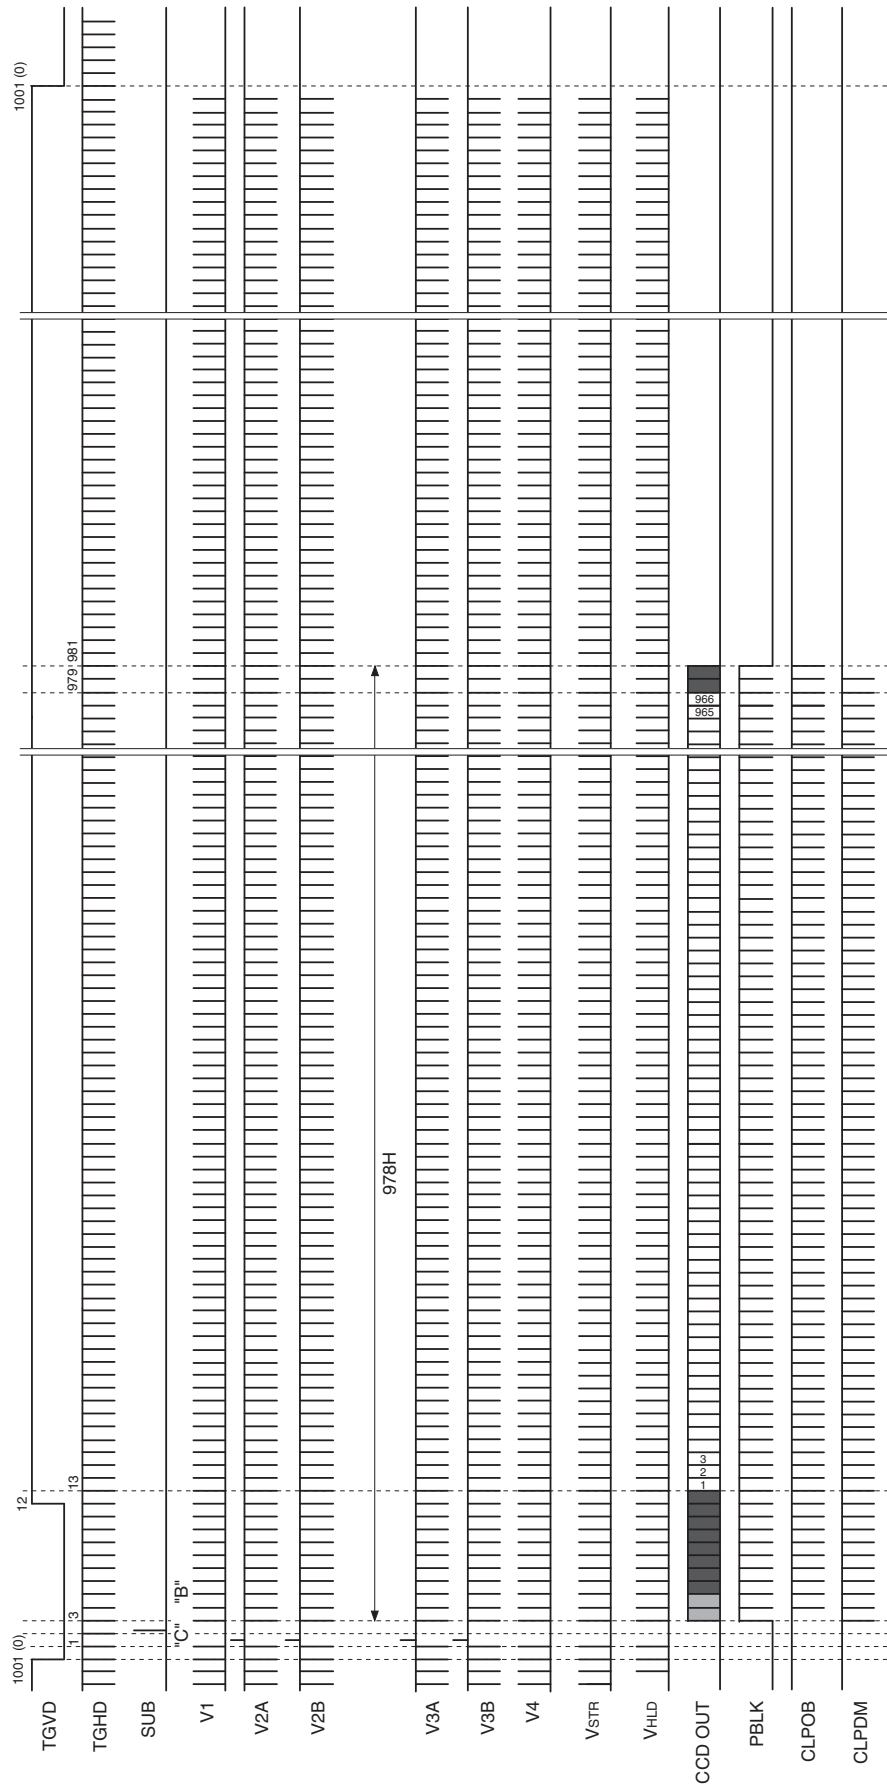 1001 (0) 12 1001 (0)
TGVD
1 3 13 979 981
TGHD
SUB
"C" "B"
V1
V2A
V2B
978H
V3A
V3B
V4
VSTR
VHLD
CCD OUT 1 2 3 965 966
PBLK
CLPOB
CLPDM